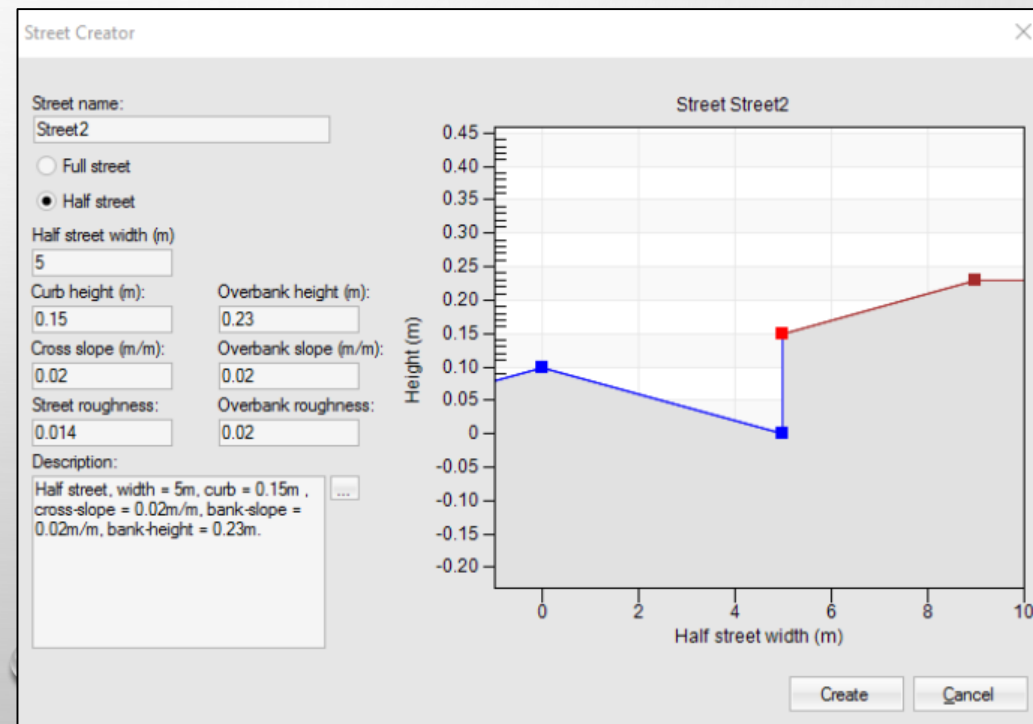 Street Creator
Street name:
Street2
Full street
Half street
Half street width (m)
5
Curb height (m): Overbank height (m):
0.15 0.23
Cross slope (m/m): Overbank slope (m/m):
0.02 0.02
Street roughness: Overbank roughness:
0.014 0.02
Description:
Half street, width = 5m, curb = 0.15m ,
cross-slope = 0.02m/m, bank-slope =
0.02m/m, bank-height = 0.23m.
...
Street Street2
Height (m)
0.45
0.40
0.35
0.30
0.25
0.20
0.15
0.10
0.05
0
-0.05
-0.10
-0.15
-0.20
0 2 4 6 8 10
Half street width (m)
Create Cancel